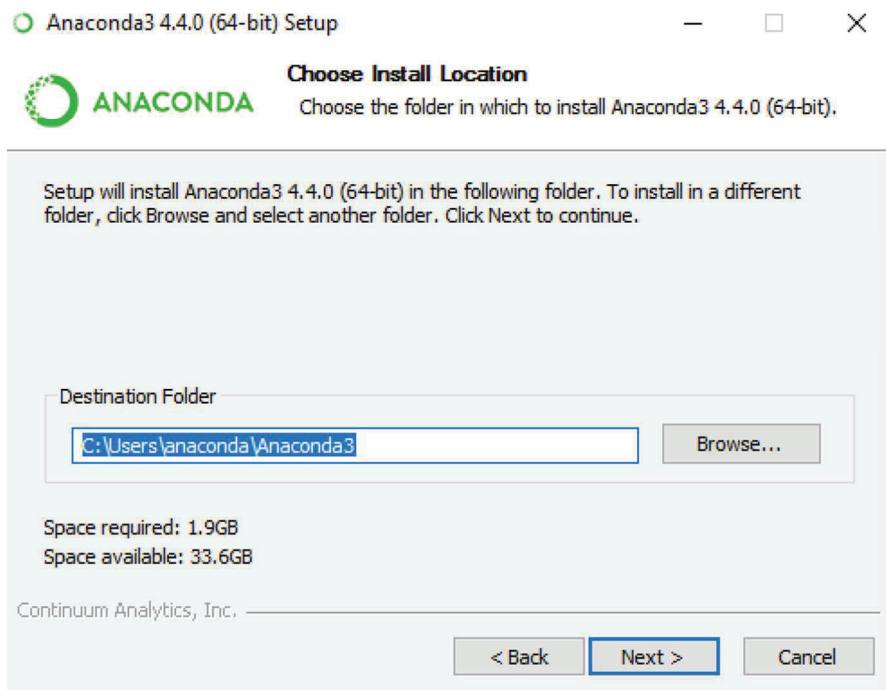 Anaconda3 4.4.0 (64-bit) Setup
ANACONDA
Choose Install Location
Choose the folder in which to install Anaconda3 4.4.0 (64-bit).
Setup will install Anaconda3 4.4.0 (64-bit) in the following folder. To install in a different
folder, click Browse and select another folder. Click Next to continue.
Destination Folder
C:\Users\anaconda\Anaconda3
Browse...
Space required: 1.9GB
Space available: 33.6GB
Continuum Analytics, Inc.
< Back
Next >
Cancel